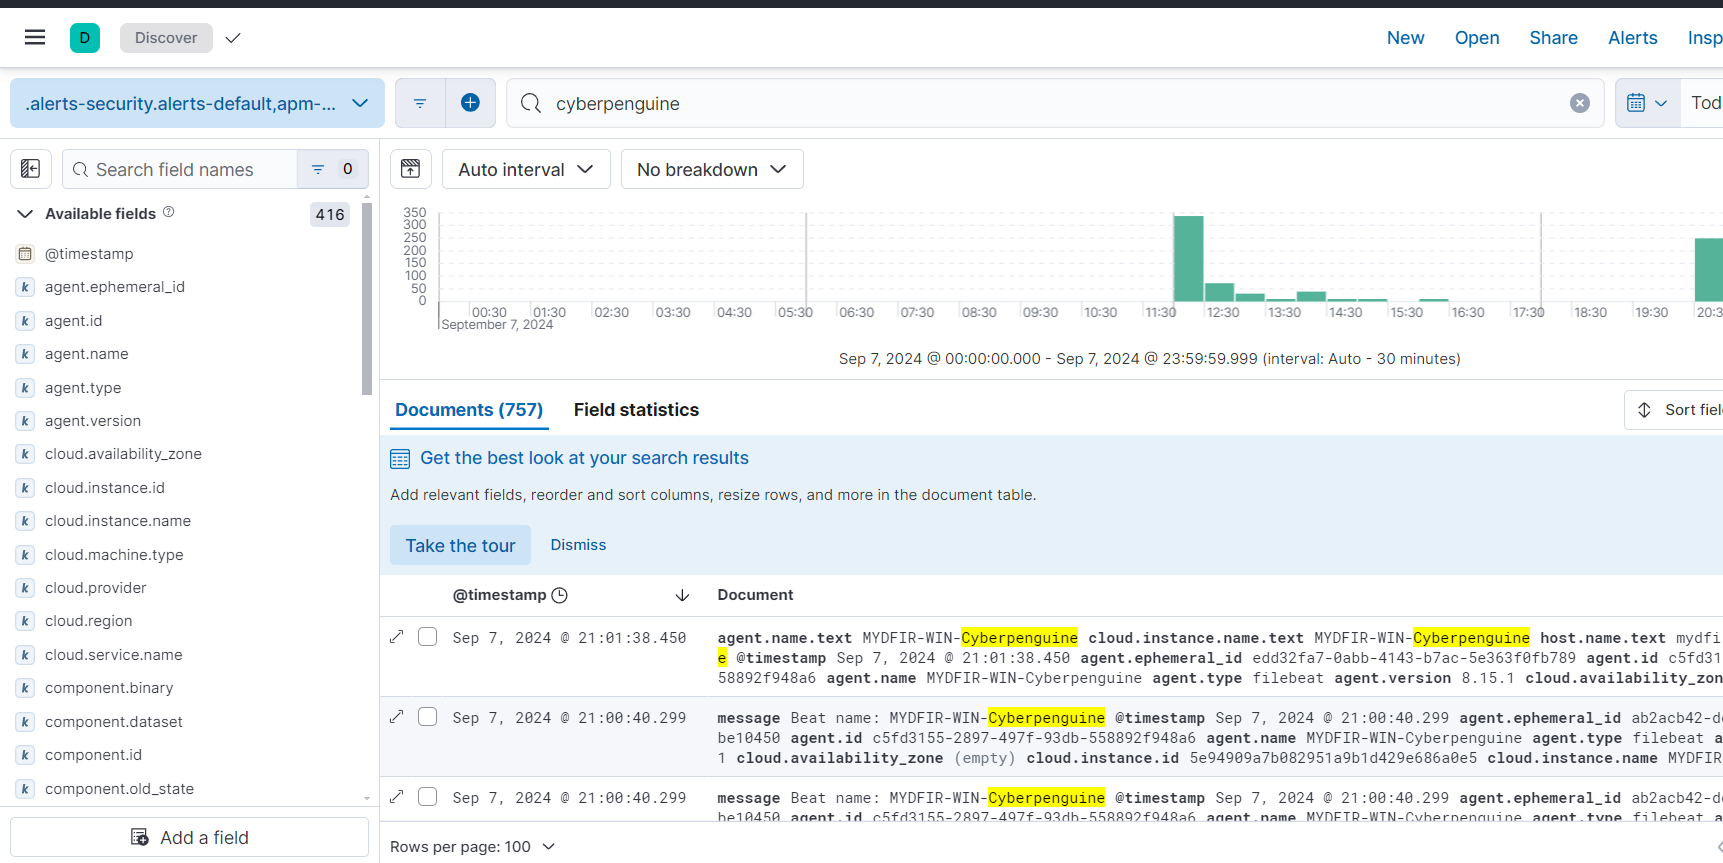 D Discover New Open Share Alerts Insp
.alerts-security.alerts-default,apm-... cyberpenguine Tod
Search field names 0 Auto interval No breakdown
Available fields 416
@timestamp
agent.ephemeral_id
agent.id
agent.name
agent.type
agent.version
cloud.availability_zone
cloud.instance.id
cloud.instance.name
cloud.machine.type
cloud.provider
cloud.region
cloud.service.name
component.binary
component.dataset
component.id
component.old_state
Add a field
350
300
250
200
150
100
50
0
00:30 01:30 02:30 03:30 04:30 05:30 06:30 07:30 08:30 09:30 10:30 11:30 12:30 13:30 14:30 15:30 16:30 17:30 18:30 19:30 20:3
September 7, 2024
Sep 7, 2024 @ 00:00:00.000 - Sep 7, 2024 @ 23:59:59.999 (interval: Auto - 30 minutes)
Documents (757) Field statistics Sort fiel
Get the best look at your search results
Add relevant fields, reorder and sort columns, resize rows, and more in the document table.
Take the tour Dismiss
@timestamp Document
Sep 7, 2024 @ 21:01:38.450 agent.name.text MYDFIR-WIN-Cyberpenguine cloud.instance.name.text MYDFIR-WIN-Cyberpenguine host.name.text mydfi
e @timestamp Sep 7, 2024 @ 21:01:38.450 agent.ephemeral_id edd32fa7-0abb-4143-b7ac-5e363f0fb789 agent.id c5fd31
58892f948a6 agent.name MYDFIR-WIN-Cyberpenguine agent.type filebeat agent.version 8.15.1 cloud.availability_zon
Sep 7, 2024 @ 21:00:40.299 message Beat name: MYDFIR-WIN-Cyberpenguine @timestamp Sep 7, 2024 @ 21:00:40.299 agent.ephemeral_id ab2acb42-d
be10450 agent.id c5fd3155-2897-497f-93db-558892f948a6 agent.name MYDFIR-WIN-Cyberpenguine agent.type filebeat a
1 cloud.availability_zone (empty) cloud.instance.id 5e94909a7b082951a9b1d429e686a0e5 cloud.instance.name MYDFIR
Sep 7, 2024 @ 21:00:40.299 message Beat name: MYDFIR-WIN-Cyberpenguine @timestamp Sep 7, 2024 @ 21:00:40.299 agent.ephemeral_id ab2acb42-d
be10450 agent.id c5fd3155-2897-497f-93db-558892f948a6 agent.name MYDFIR-WIN-Cyberpenguine agent.type filebeat a
Rows per page: 100